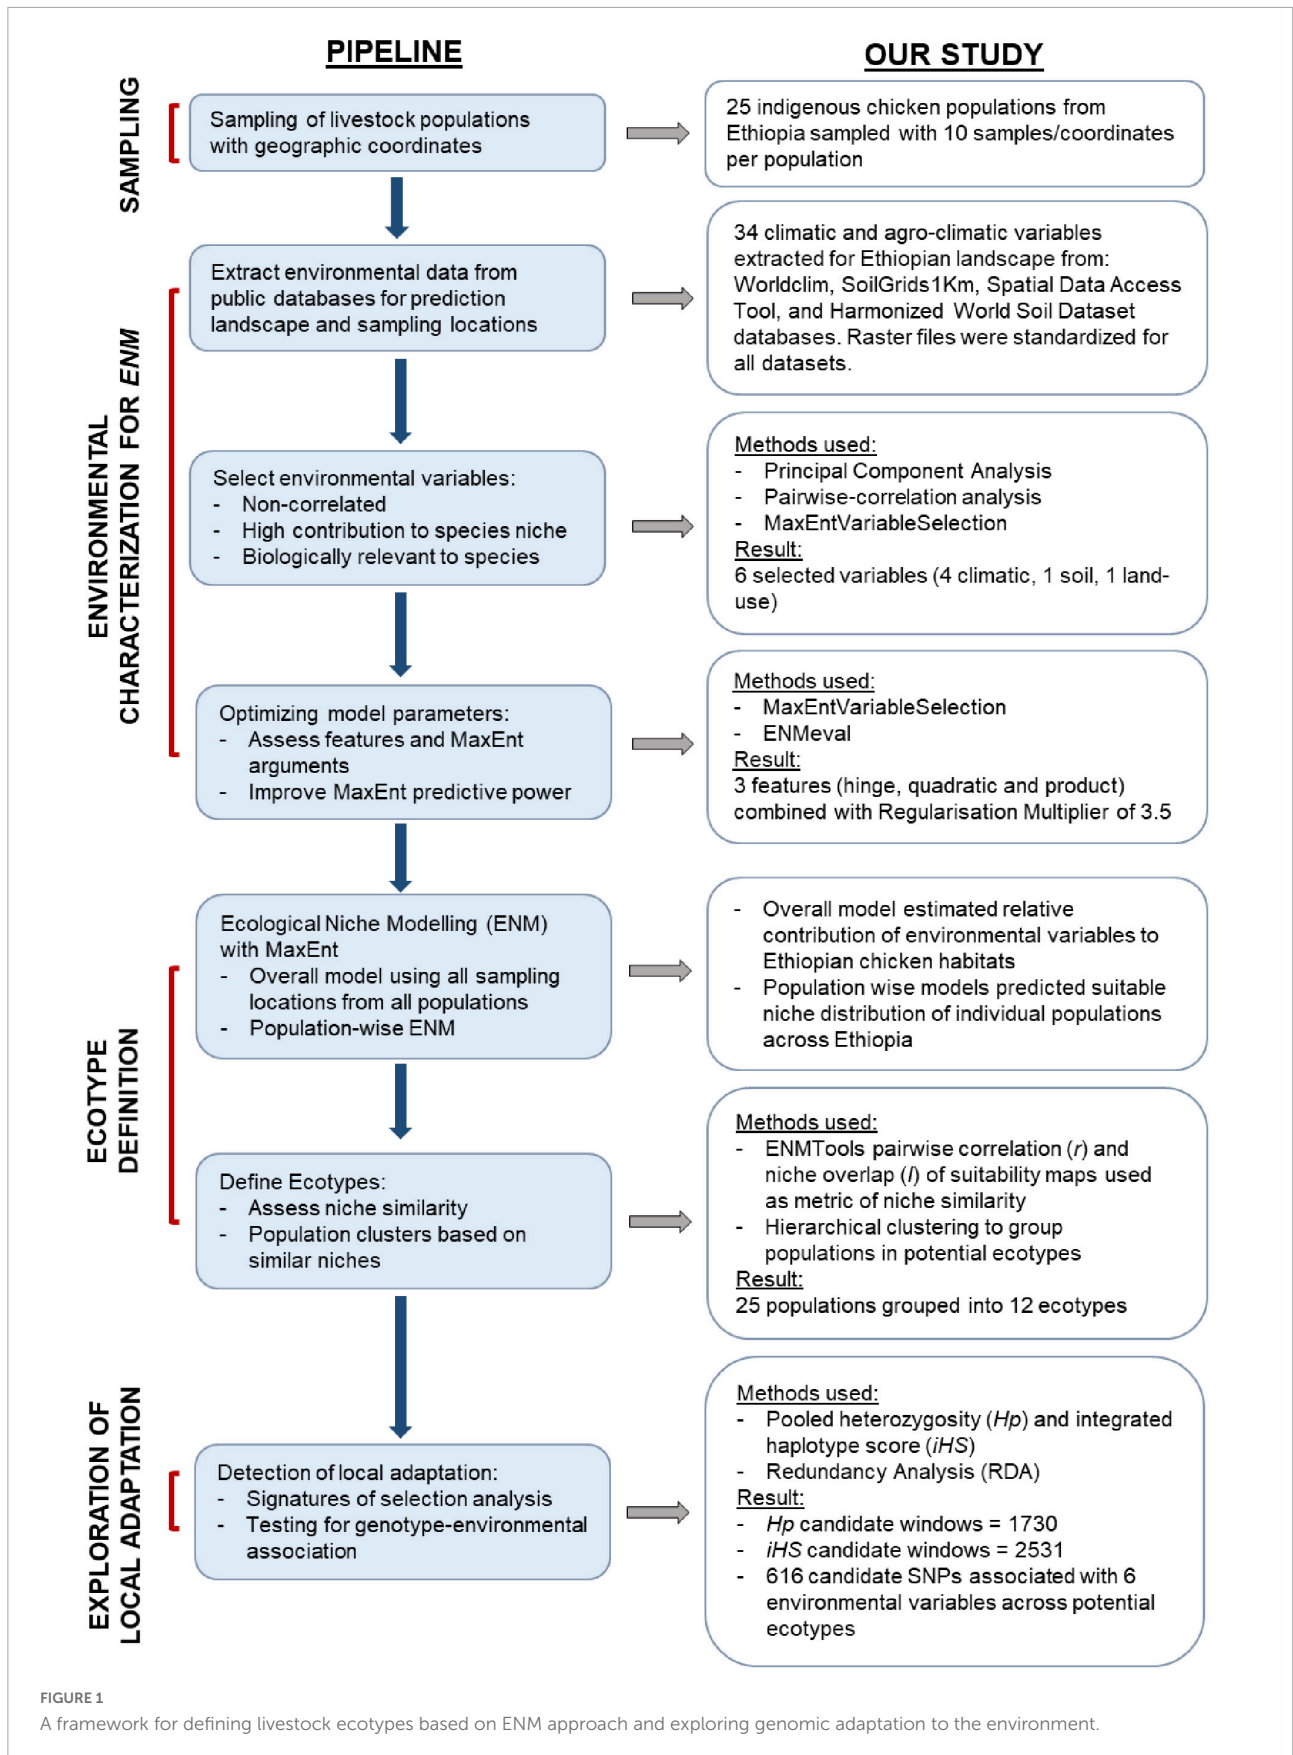 PIPELINE
OUR STUDY
SAMPLING
Sampling of livestock populations
with geographic coordinates
25 indigenous chicken populations from
Ethiopia sampled with 10 samples/coordinates
per population
ENVIRONMENTAL
CHARACTERIZATION FOR ENM
Extract environmental data from
public databases for prediction
landscape and sampling locations
34 climatic and agro-climatic variables
extracted for Ethiopian landscape from:
Worldclim, SoilGrids1Km, Spatial Data Access
Tool, and Harmonized World Soil Dataset
databases. Raster files were standardized for
all datasets.
Select environmental variables:
- Non-correlated
- High contribution to species niche
- Biologically relevant to species
Methods used:
- Principal Component Analysis
- Pairwise-correlation analysis
- MaxEntVariableSelection
Result:
6 selected variables (4 climatic, 1 soil, 1 land-
use)
Optimizing model parameters:
- Assess features and MaxEnt
arguments
- Improve MaxEnt predictive power
Methods used:
- MaxEntVariableSelection
- ENMeval
Result:
3 features (hinge, quadratic and product)
combined with Regularisation Multiplier of 3.5
ECOTYPE
DEFINITION
Ecological Niche Modelling (ENM)
with MaxEnt
- Overall model using all sampling
locations from all populations
- Population-wise ENM
- Overall model estimated relative
contribution of environmental variables to
Ethiopian chicken habitats
- Population wise models predicted suitable
niche distribution of individual populations
across Ethiopia
Define Ecotypes:
- Assess niche similarity
- Population clusters based on
similar niches
Methods used:
- ENMTools pairwise correlation (r) and
niche overlap (I) of suitability maps used
as metric of niche similarity
- Hierarchical clustering to group
populations in potential ecotypes
Result:
25 populations grouped into 12 ecotypes
EXPLORATION OF
LOCAL ADAPTATION
Detection of local adaptation:
- Signatures of selection analysis
- Testing for genotype-environmental
association
Methods used:
- Pooled heterozygosity (Hp) and integrated
haplotype score (iHS)
- Redundancy Analysis (RDA)
Result:
- Hp candidate windows = 1730
- iHS candidate windows = 2531
- 616 candidate SNPs associated with 6
environmental variables across potential
ecotypes
FIGURE 1
A framework for defining livestock ecotypes based on ENM approach and exploring genomic adaptation to the environment.